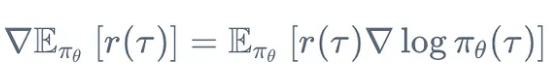 ∇𝔼_{π_θ} [r(τ)] = 𝔼_{π_θ} [r(τ)∇ log π_θ(τ)]